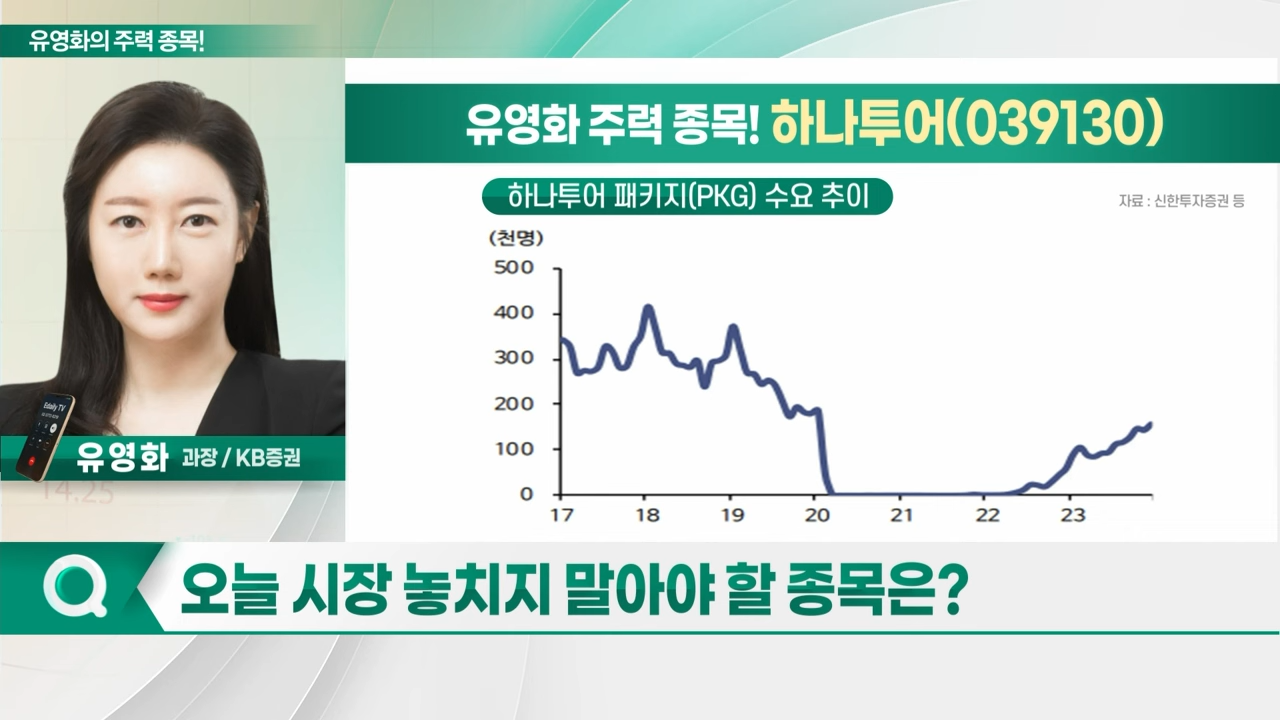 유영화의 주력 종목!
유영화 주력 종목! 하나투어(039130)
하나투어 패키지(PKG) 수요 추이
자료 : 신한투자증권 등
(천명)
500
400
300
200
100
0
17 18 19 20 21 22 23
Edaily TV
유영화 과장 / KB증권
14.25
오늘 시장 놓치지 말아야 할 종목은?